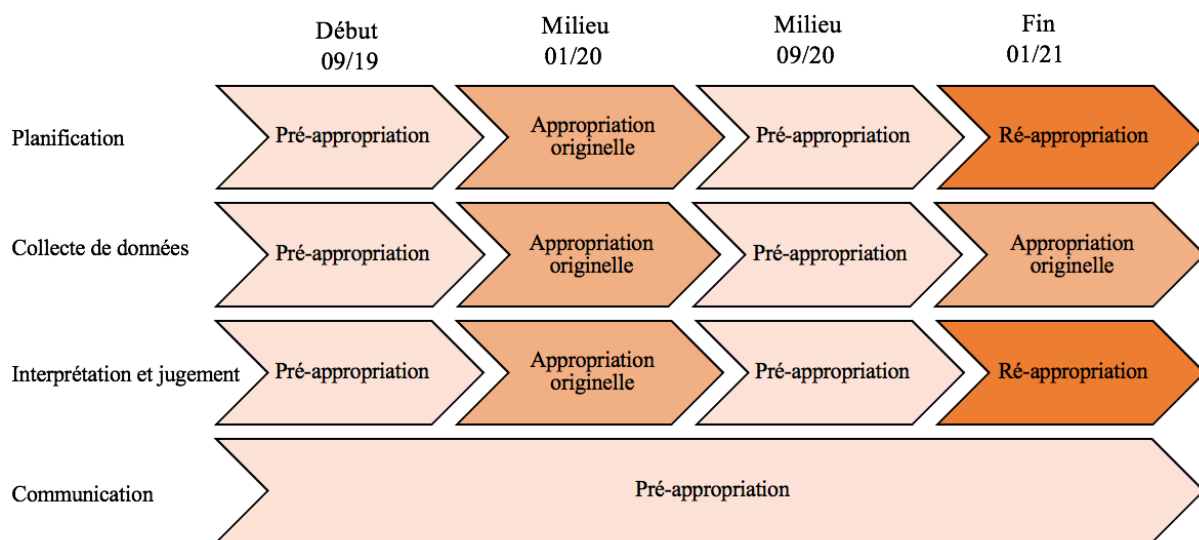 Début
09/19
Milieu
01/20
Milieu
09/20
Fin
01/21
Planification
Pré-appropriation
Appropriation
originelle
Pré-appropriation
Ré-appropriation
Collecte de données
Pré-appropriation
Appropriation
originelle
Pré-appropriation
Appropriation
originelle
Interprétation et jugement
Pré-appropriation
Appropriation
originelle
Pré-appropriation
Ré-appropriation
Communication
Pré-appropriation